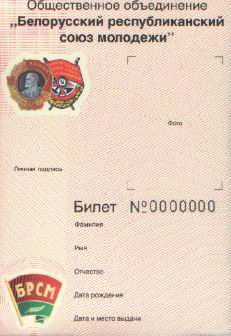 Общественное объединение
„Белорусский республиканский
союз молодежи"
Фото
Личная подпись
Билет №0000000
Фамилия
Имя
Отчество
Дата рождения
Дата и место выдачи
БРСМ